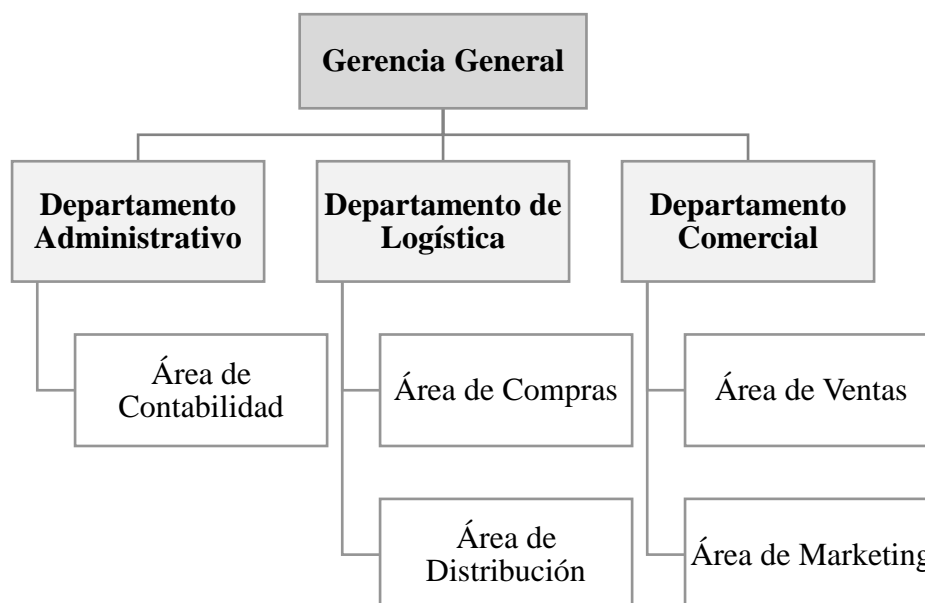 Gerencia General
Departamento
Administrativo
Departamento de
Logística
Departamento
Comercial
Área de
Contabilidad
Área de Compras
Área de Ventas
Área de
Distribución
Área de Marketing